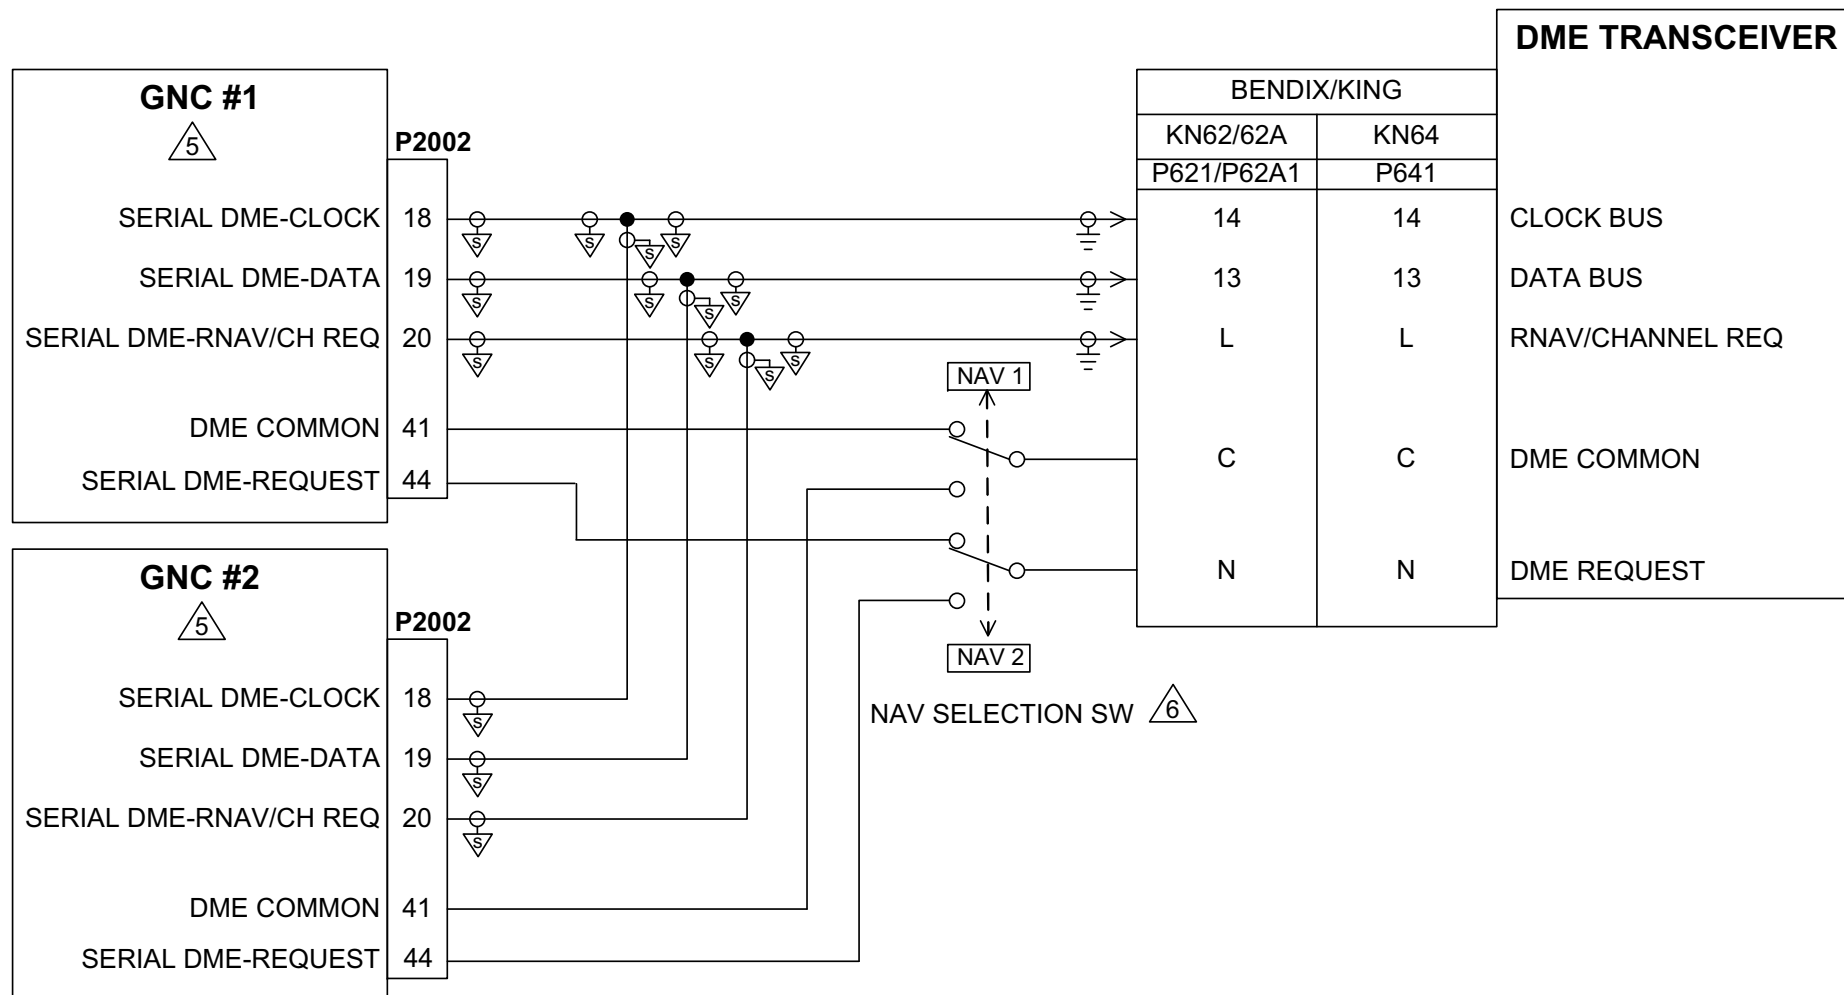 DME TRANSCEIVER
GNC #1
5
P2002
BENDIX/KING
KN62/62A KN64
P621/P62A1 P641
SERIAL DME-CLOCK 18 14 14 CLOCK BUS
S S S S
SERIAL DME-DATA 19 13 13 DATA BUS
S S S S
SERIAL DME-RNAV/CH REQ 20 L L RNAV/CHANNEL REQ
S S S S
NAV 1
DME COMMON 41 C C DME COMMON
SERIAL DME-REQUEST 44 N N DME REQUEST
GNC #2
5
P2002
NAV 2
NAV SELECTION SW 6
SERIAL DME-CLOCK 18
S
SERIAL DME-DATA 19
S
SERIAL DME-RNAV/CH REQ 20
S
DME COMMON 41
SERIAL DME-REQUEST 44